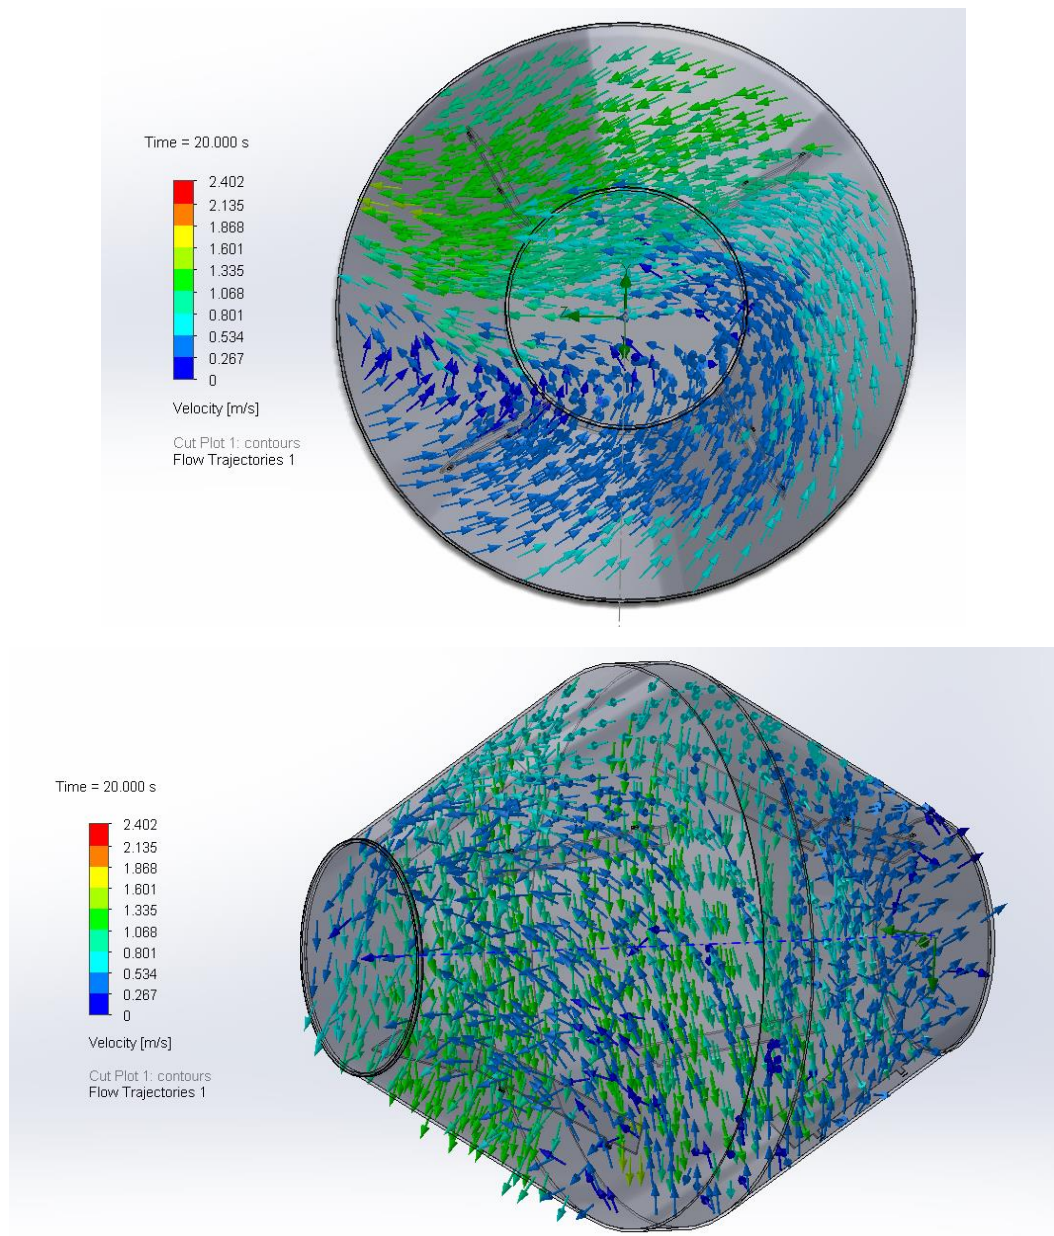 Time = 20.000 s
2.402
2.135
1.868
1.601
1.335
1.068
0.801
0.534
0.267
0
Velocity [m/s]
Cut Plot 1: contours
Flow Trajectories 1
Time = 20.000 s
2.402
2.135
1.868
1.601
1.335
1.068
0.801
0.534
0.267
0
Velocity [m/s]
Cut Plot 1: contours
Flow Trajectories 1